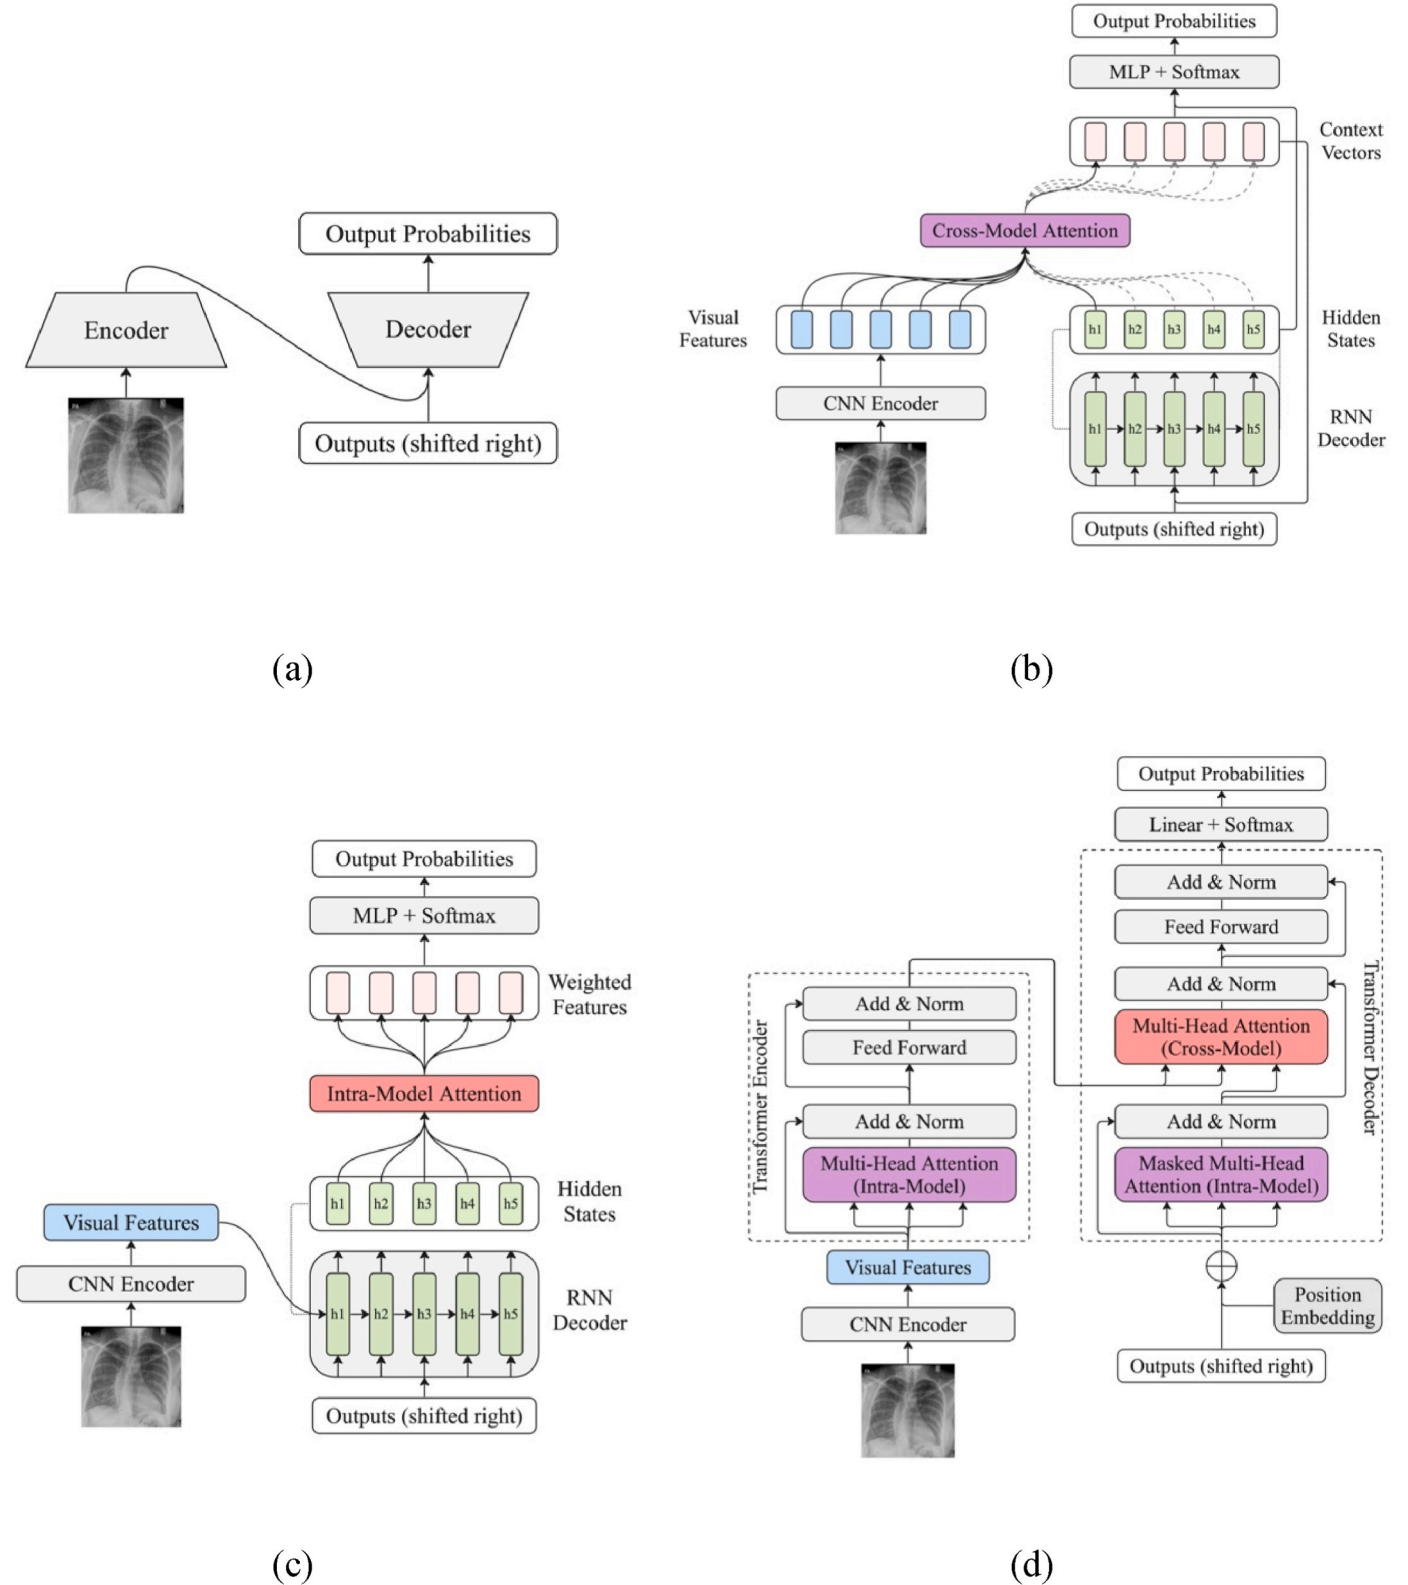 Output Probabilities
Encoder
Decoder
Outputs (shifted right)
(a)
Output Probabilities
MLP + Softmax
Context
Vectors
Cross-Model Attention
Visual
Features
h1 h2 h3 h4 h5
Hidden
States
CNN Encoder
h1 h2 h3 h4 h5
RNN
Decoder
Outputs (shifted right)
(b)
Output Probabilities
MLP + Softmax
Weighted
Features
Intra-Model Attention
h1 h2 h3 h4 h5
Hidden
States
Visual Features
CNN Encoder
h1 h2 h3 h4 h5
RNN
Decoder
Outputs (shifted right)
(c)
Output Probabilities
Linear + Softmax
Add & Norm
Feed Forward
Add & Norm
Multi-Head Attention
(Cross-Model)
Add & Norm
Masked Multi-Head
Attention (Intra-Model)
Transformer Decoder
Transformer Encoder
Add & Norm
Feed Forward
Add & Norm
Multi-Head Attention
(Intra-Model)
Visual Features
CNN Encoder
Position
Embedding
Outputs (shifted right)
(d)